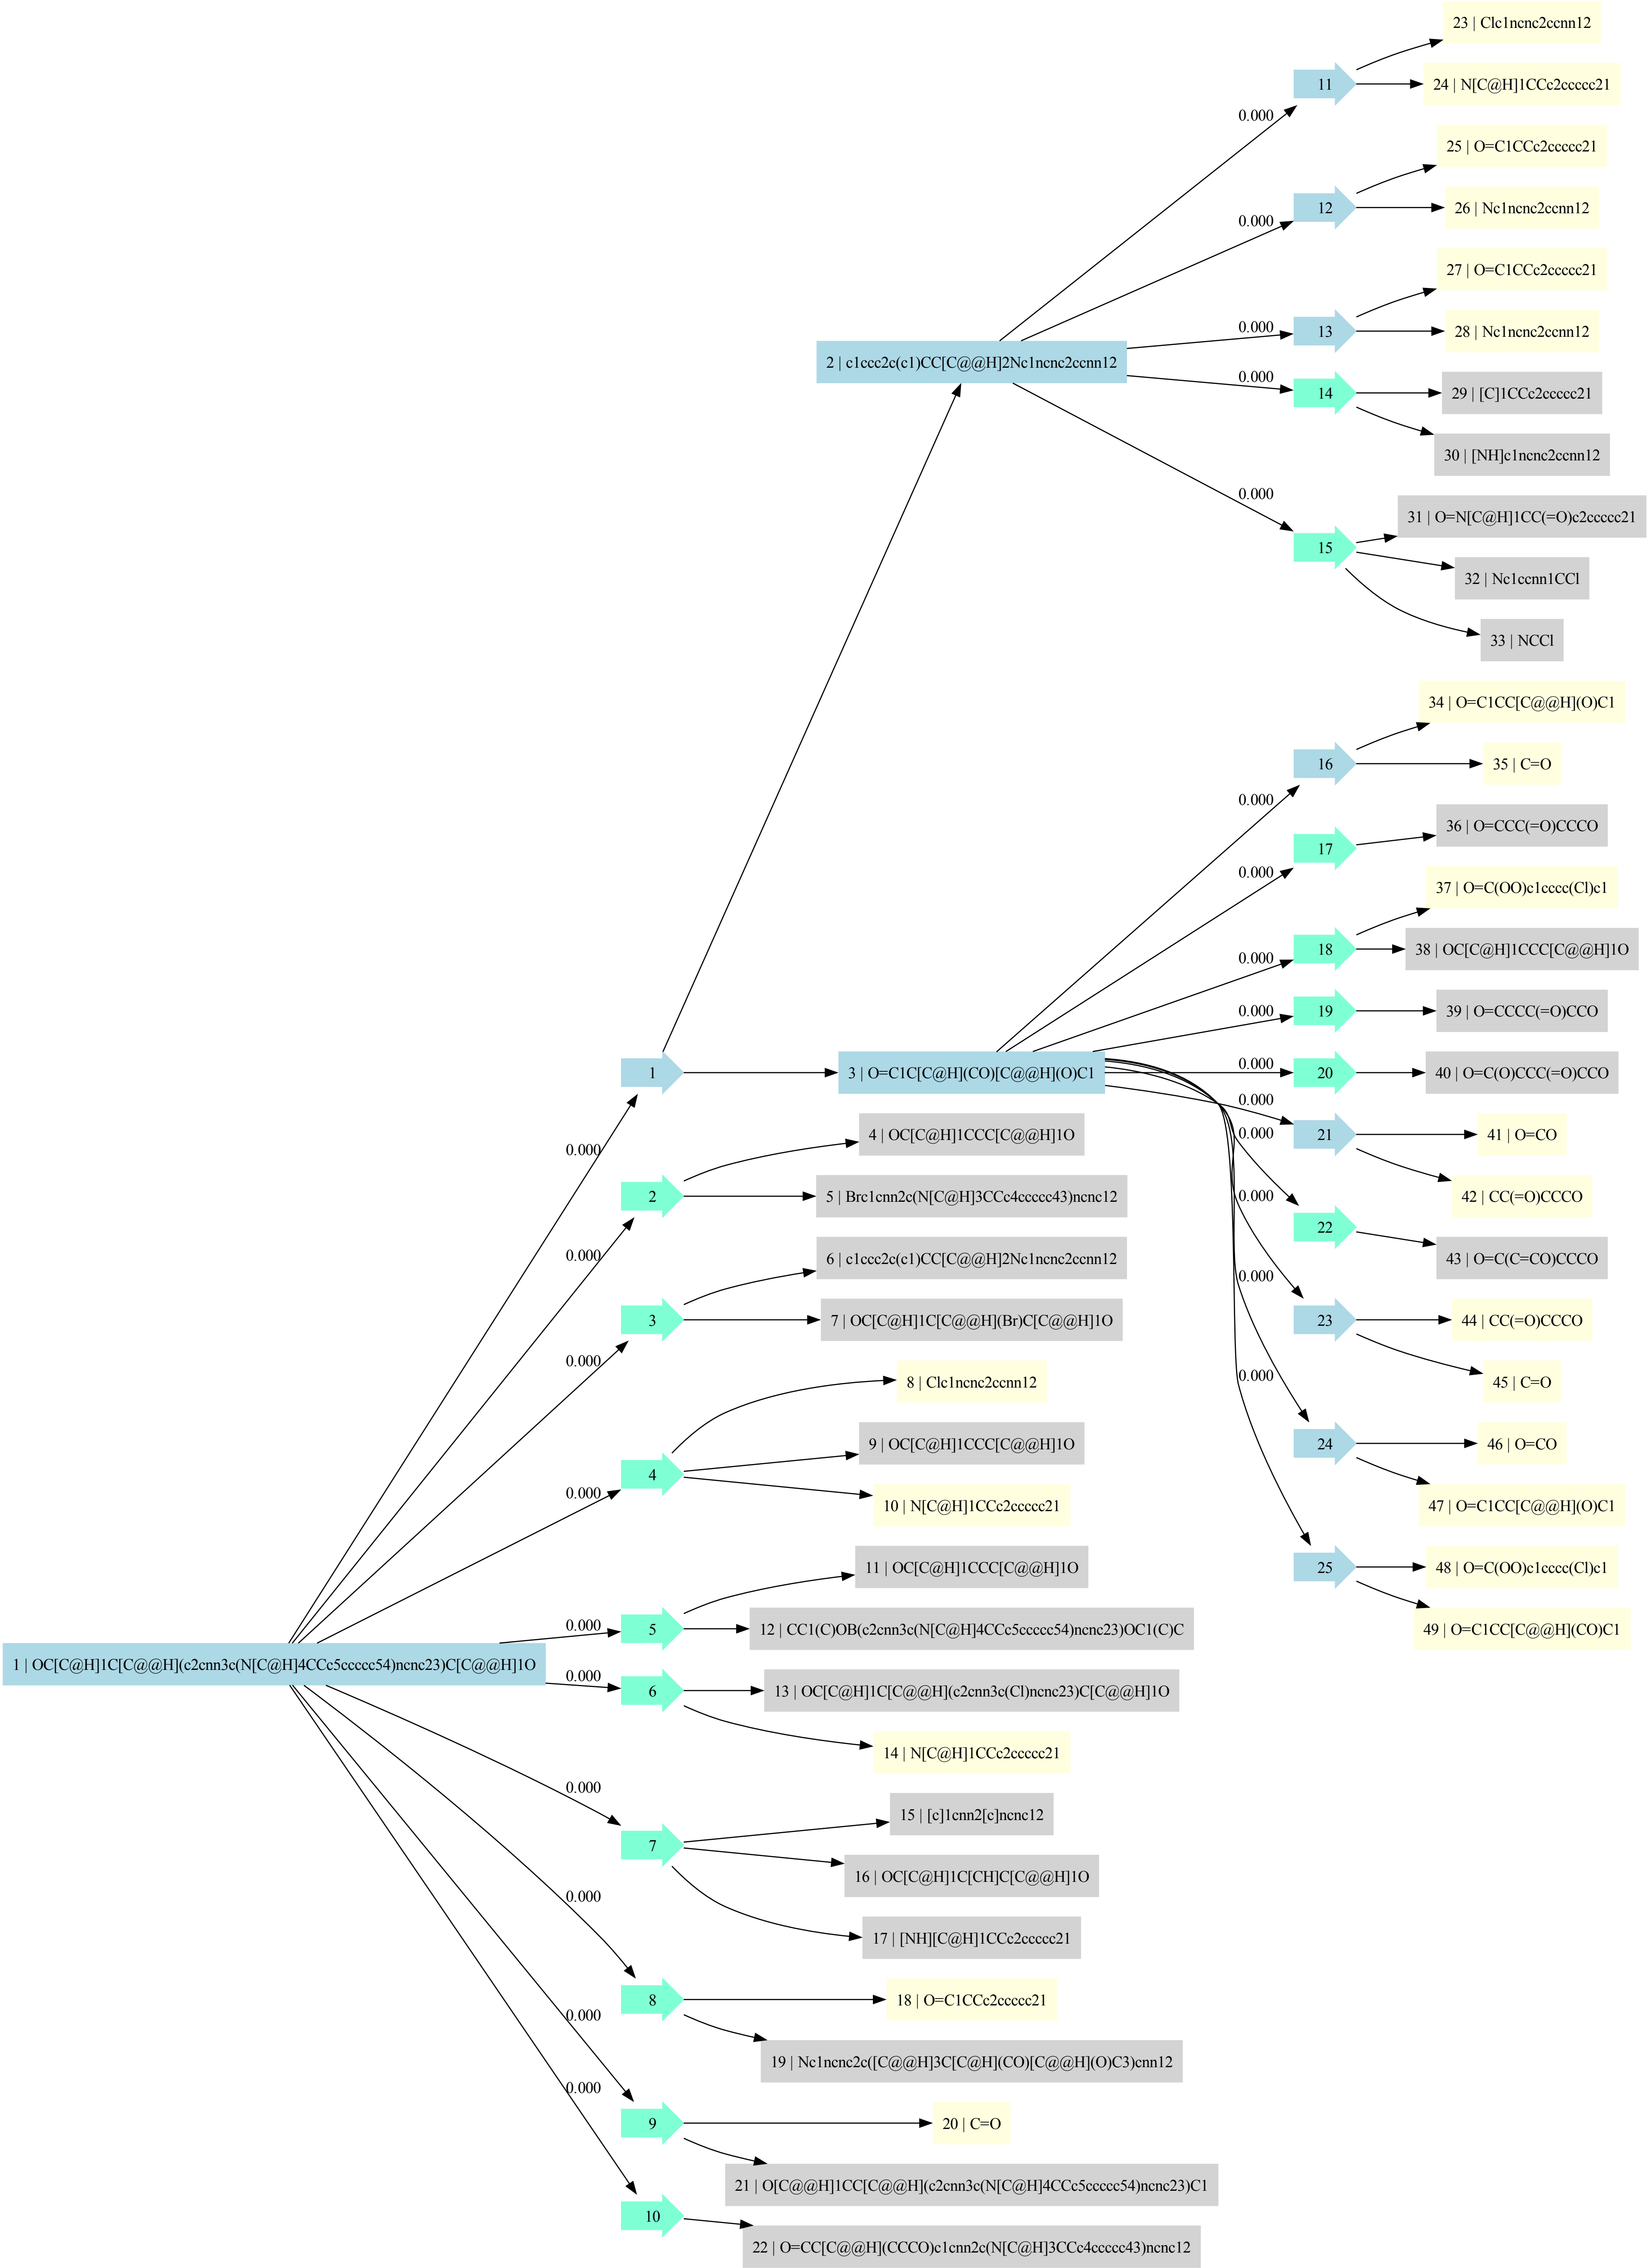 23 | Clc1ncnc2ccnn12
11
24 | N[C@H]1CCc2ccccc21
0.000
25 | O=C1CCc2ccccc21
12
26 | Nc1ncnc2ccnn12
0.000
27 | O=C1CCc2ccccc21
0.000
13
28 | Nc1ncnc2ccnn12
2 | c1ccc2c(c1)CC[C@@H]2Nc1ncnc2ccnn12
0.000
14
29 | [C]1CCc2ccccc21
30 | [NH]c1ncnc2ccnn12
0.000
31 | O=N[C@H]1CC(=O)c2ccccc21
15
32 | Nc1ccnn1CCl
33 | NCCl
34 | O=C1CC[C@@H](O)C1
16
35 | C=O
0.000
36 | O=CCC(=O)CCCO
17
0.000
37 | O=C(OO)c1cccc(Cl)c1
18
38 | OC[C@H]1CCC[C@@H]1O
0.000
0.000
19
39 | O=CCCC(=O)CCO
1
3 | O=C1C[C@H](CO)[C@@H](O)C1
0.000
20
40 | O=C(O)CCC(=O)CCO
0.000
4 | OC[C@H]1CCC[C@@H]1O
0.000
21
41 | O=CO
0.000
2
5 | Brc1cnn2c(N[C@H]3CCc4ccccc43)ncnc12
0.000
42 | CC(=O)CCCO
22
0.000
6 | c1ccc2c(c1)CC[C@@H]2Nc1ncnc2ccnn12
43 | O=C(C=CO)CCCO
0.000
3
7 | OC[C@H]1C[C@@H](Br)C[C@@H]1O
23
44 | CC(=O)CCCO
0.000
0.000
8 | Clc1ncnc2ccnn12
45 | C=O
9 | OC[C@H]1CCC[C@@H]1O
24
46 | O=CO
4
0.000
10 | N[C@H]1CCc2ccccc21
47 | O=C1CC[C@@H](O)C1
11 | OC[C@H]1CCC[C@@H]1O
25
48 | O=C(OO)c1cccc(Cl)c1
0.000
5
12 | CC1(C)OB(c2cnn3c(N[C@H]4CCc5ccccc54)ncnc23)OC1(C)C
49 | O=C1CC[C@@H](CO)C1
1 | OC[C@H]1C[C@@H](c2cnn3c(N[C@H]4CCc5ccccc54)ncnc23)C[C@@H]1O
0.000
6
13 | OC[C@H]1C[C@@H](c2cnn3c(Cl)ncnc23)C[C@@H]1O
14 | N[C@H]1CCc2ccccc21
0.000
15 | [c]1cnn2[c]ncnc12
7
16 | OC[C@H]1C[CH]C[C@@H]1O
0.000
17 | [NH][C@H]1CCc2ccccc21
8
18 | O=C1CCc2ccccc21
0.000
19 | Nc1ncnc2c([C@@H]3C[C@H](CO)[C@@H](O)C3)cnn12
0.000
9
20 | C=O
21 | O[C@@H]1CC[C@@H](c2cnn3c(N[C@H]4CCc5ccccc54)ncnc23)C1
10
22 | O=CC[C@@H](CCCO)c1cnn2c(N[C@H]3CCc4ccccc43)ncnc12